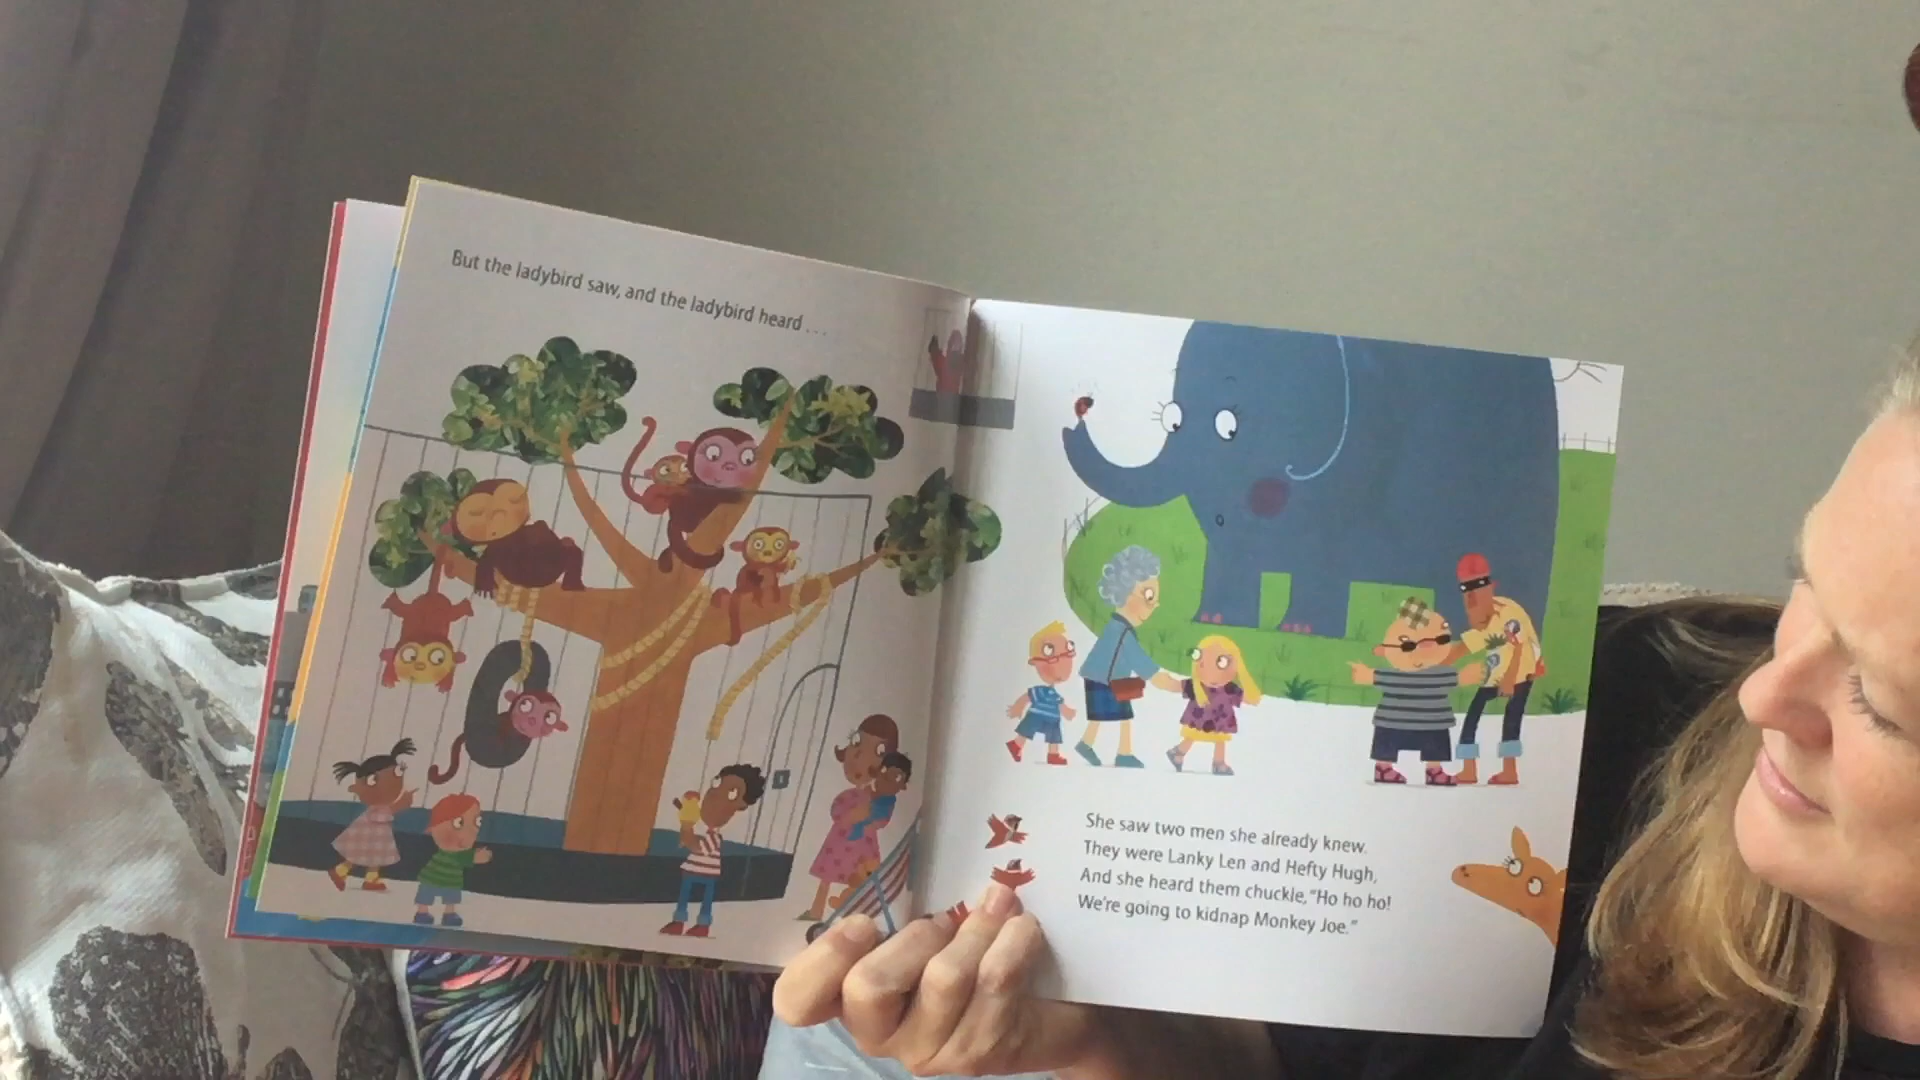 But the ladybird saw, and the ladybird heard . . .
She saw two men she already knew.
They were Lanky Len and Hefty Hugh,
And she heard them chuckle, "Ho ho ho!
We're going to kidnap Monkey Joe."